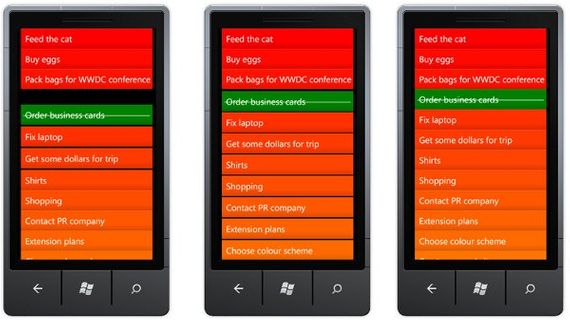 Feed the cat
Buy eggs
Pack bags for WWDC conference
Order business cards
Fix laptop
Get some dollars for trip
Shirts
Shopping
Contact PR company
Extension plans
Feed the cat
Buy eggs
Pack bags for WWDC conference
Order business cards
Fix laptop
Get some dollars for trip
Shirts
Shopping
Contact PR company
Extension plans
Choose colour scheme
Feed the cat
Buy eggs
Pack bags for WWDC conference
Order business cards
Fix laptop
Get some dollars for trip
Shirts
Shopping
Contact PR company
Extension plans
Choose colour scheme